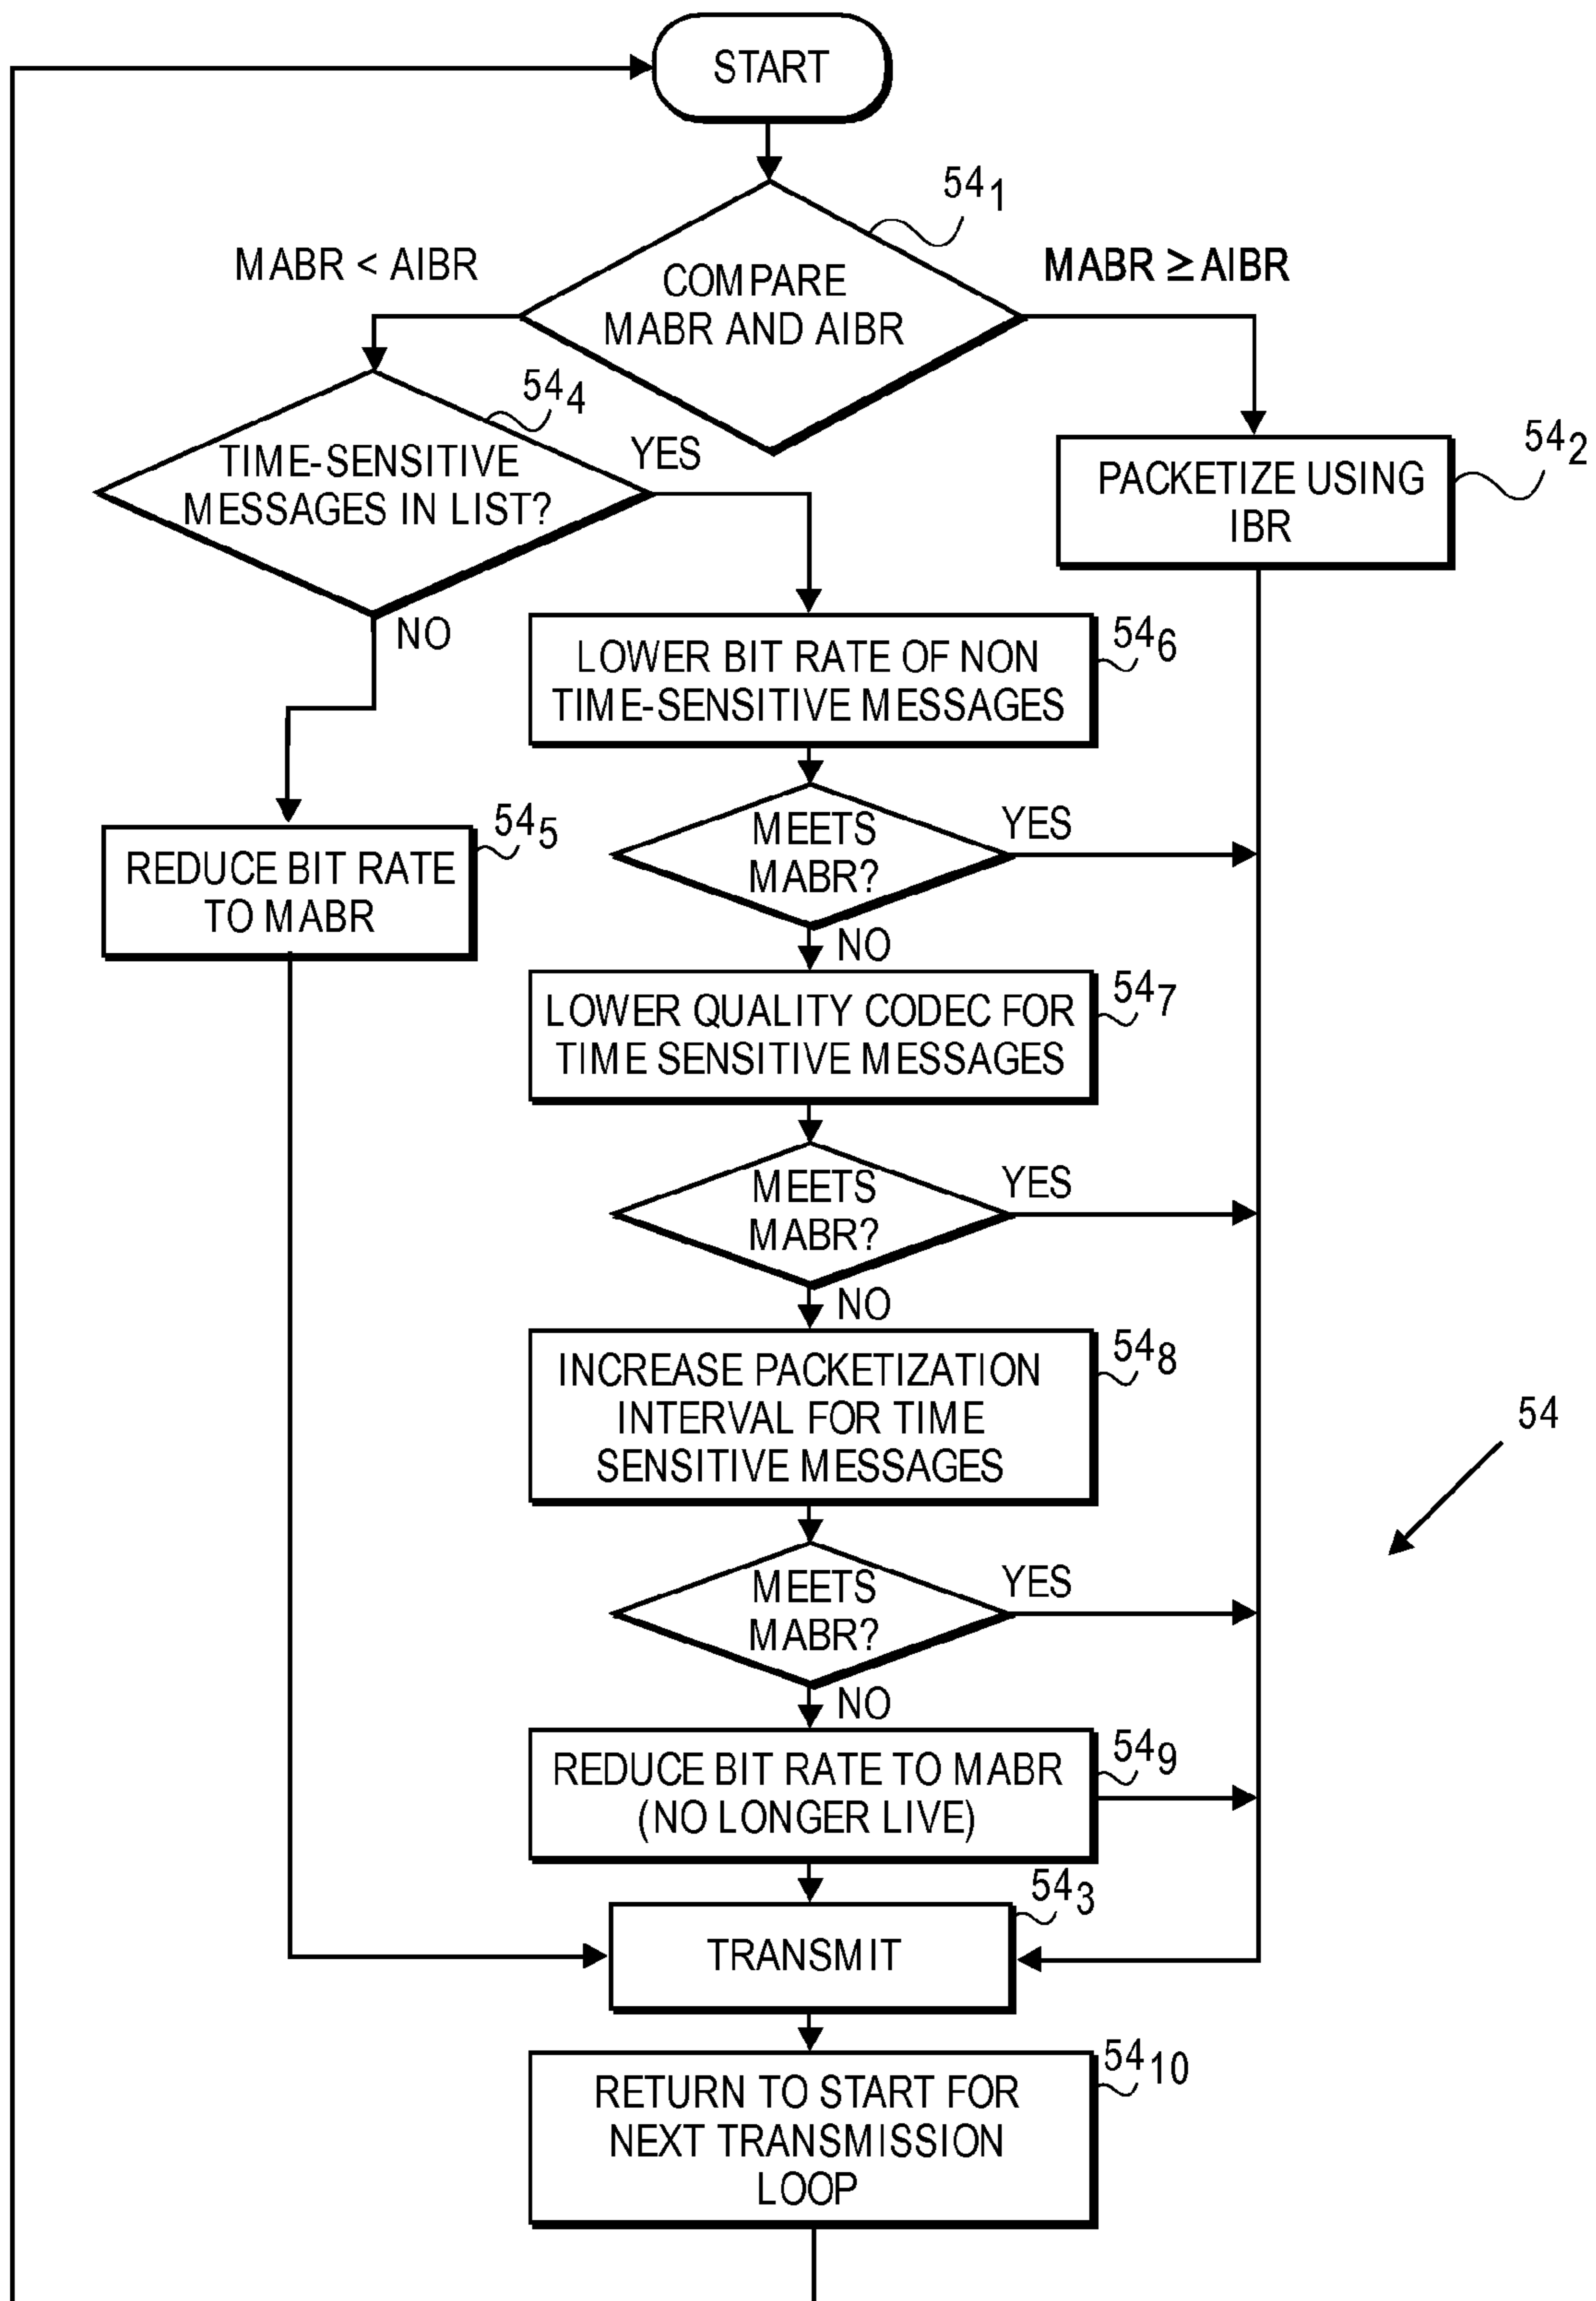 START
54₁
MABR < AIBR
MABR ≥ AIBR
COMPARE
MABR AND AIBR
54₄
TIME-SENSITIVE
MESSAGES IN LIST?
YES
NO
54₂
PACKETIZE USING
IBR
54₆
LOWER BIT RATE OF NON
TIME-SENSITIVE MESSAGES
MEETS
MABR?
YES
NO
54₅
REDUCE BIT RATE
TO MABR
54₇
LOWER QUALITY CODEC FOR
TIME SENSITIVE MESSAGES
MEETS
MABR?
YES
NO
54₈
INCREASE PACKETIZATION
INTERVAL FOR TIME
SENSITIVE MESSAGES
54
MEETS
MABR?
YES
NO
54₉
REDUCE BIT RATE TO MABR
(NO LONGER LIVE)
54₃
TRANSMIT
54₁₀
RETURN TO START FOR
NEXT TRANSMISSION
LOOP